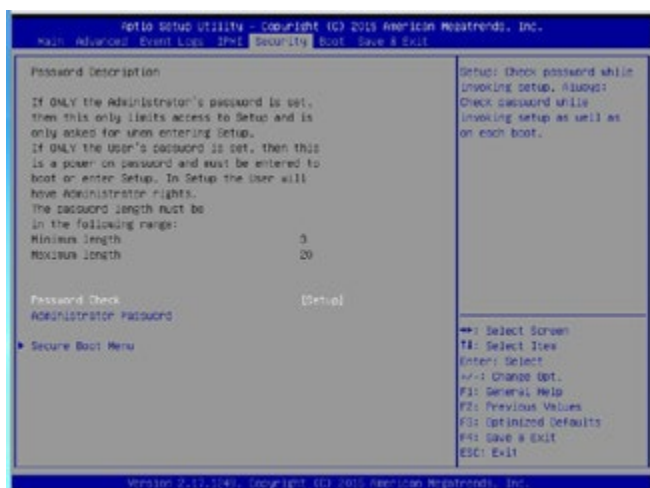 Aptio Setup Utility - Copyright (C) 2015 American Megatrends, Inc.
Main Advanced Event Logs IPMI Security Boot Save & Exit
Password Description
If ONLY the Administrator's password is set,
then this only limits access to Setup and is
only asked for when entering Setup.
If ONLY the User's password is set, then this
is a power on password and must be entered to
boot or enter Setup. In Setup the User will
have Administrator rights.
The password length must be
in the following range:
Minimum length 3
Maximum length 20
Password Check [Setup]
Administrator Password
Secure Boot Menu
Setup: Check password while
invoking setup. Always:
Check password while
invoking setup as well as
on each boot.
→←: Select Screen
↑↓: Select Item
Enter: Select
+/-: Change Opt.
F1: General Help
F2: Previous Values
F3: Optimized Defaults
F4: Save & Exit
ESC: Exit
Version 2.17.1249. Copyright (C) 2015 American Megatrends, Inc.